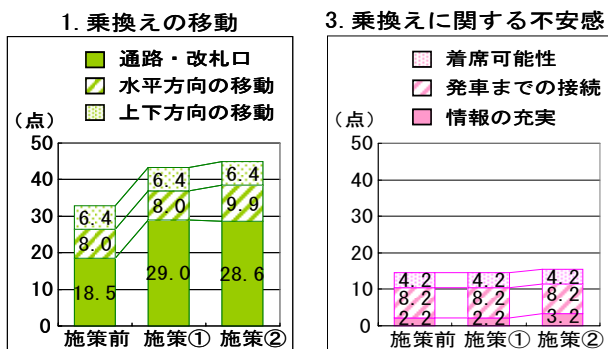 1. 乗換えの移動
通路・改札口
水平方向の移動
上下方向の移動
（点）
50
40
30
20
10
0
6.4
8.0
18.5
6.4
8.0
29.0
6.4
9.9
28.6
施策前 施策① 施策②
3. 乗換えに関する不安感
着席可能性
発車までの接続
情報の充実
（点）
50
40
30
20
10
0
4.2
8.2
2.2
4.2
8.2
2.2
4.2
8.2
3.2
施策前 施策① 施策②